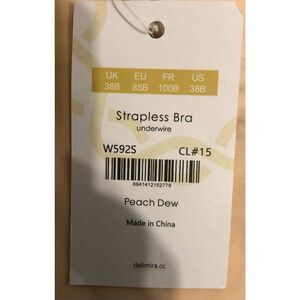 UK EU FR US
38B 85B 100B 38B
Strapless Bra
underwire
W592S CL#15
6941412152779
Peach Dew
Made in China
delimira.cc